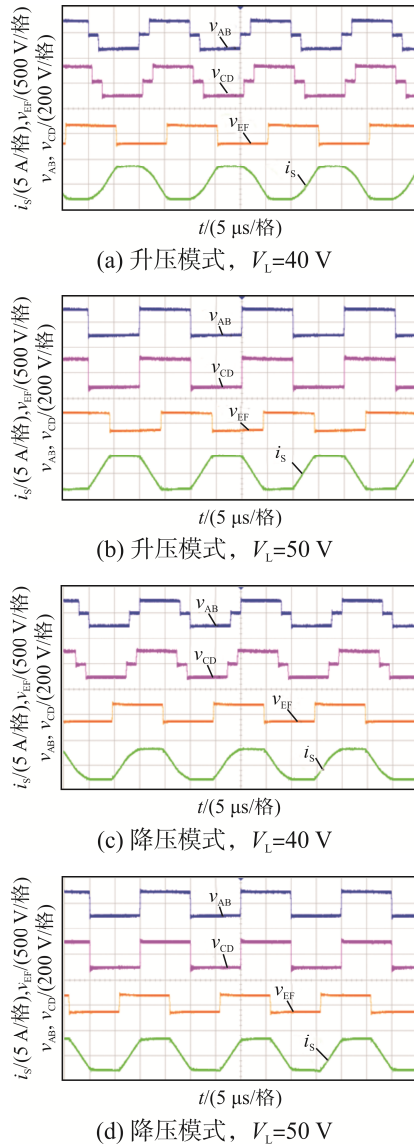 i_S/(5 A/格),v_EF/(500 V/格)
v_AB, v_CD/(200 V/格)
v_AB
v_CD
v_EF
i_S
t/(5 μs/格)
(a) 升压模式，V_L=40 V
i_S/(5 A/格),v_EF/(500 V/格)
v_AB, v_CD/(200 V/格)
v_AB
v_CD
v_EF
i_S
t/(5 μs/格)
(b) 升压模式，V_L=50 V
i_S/(5 A/格),v_EF/(500 V/格)
v_AB, v_CD/(200 V/格)
v_AB
v_CD
v_EF
i_S
t/(5 μs/格)
(c) 降压模式，V_L=40 V
i_S/(5 A/格),v_EF/(500 V/格)
v_AB, v_CD/(200 V/格)
v_AB
v_CD
v_EF
i_S
t/(5 μs/格)
(d) 降压模式，V_L=50 V